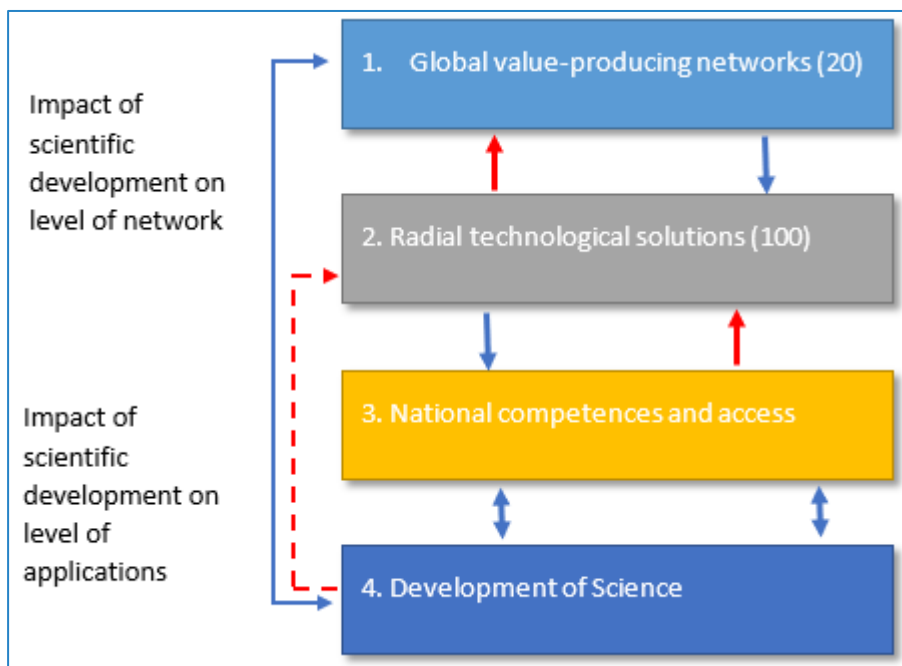 1. Global value-producing networks (20)
Impact of
scientific
development on
level of network
2. Radial technological solutions (100)
3. National competences and access
Impact of
scientific
development on
level of
applications
4. Development of Science